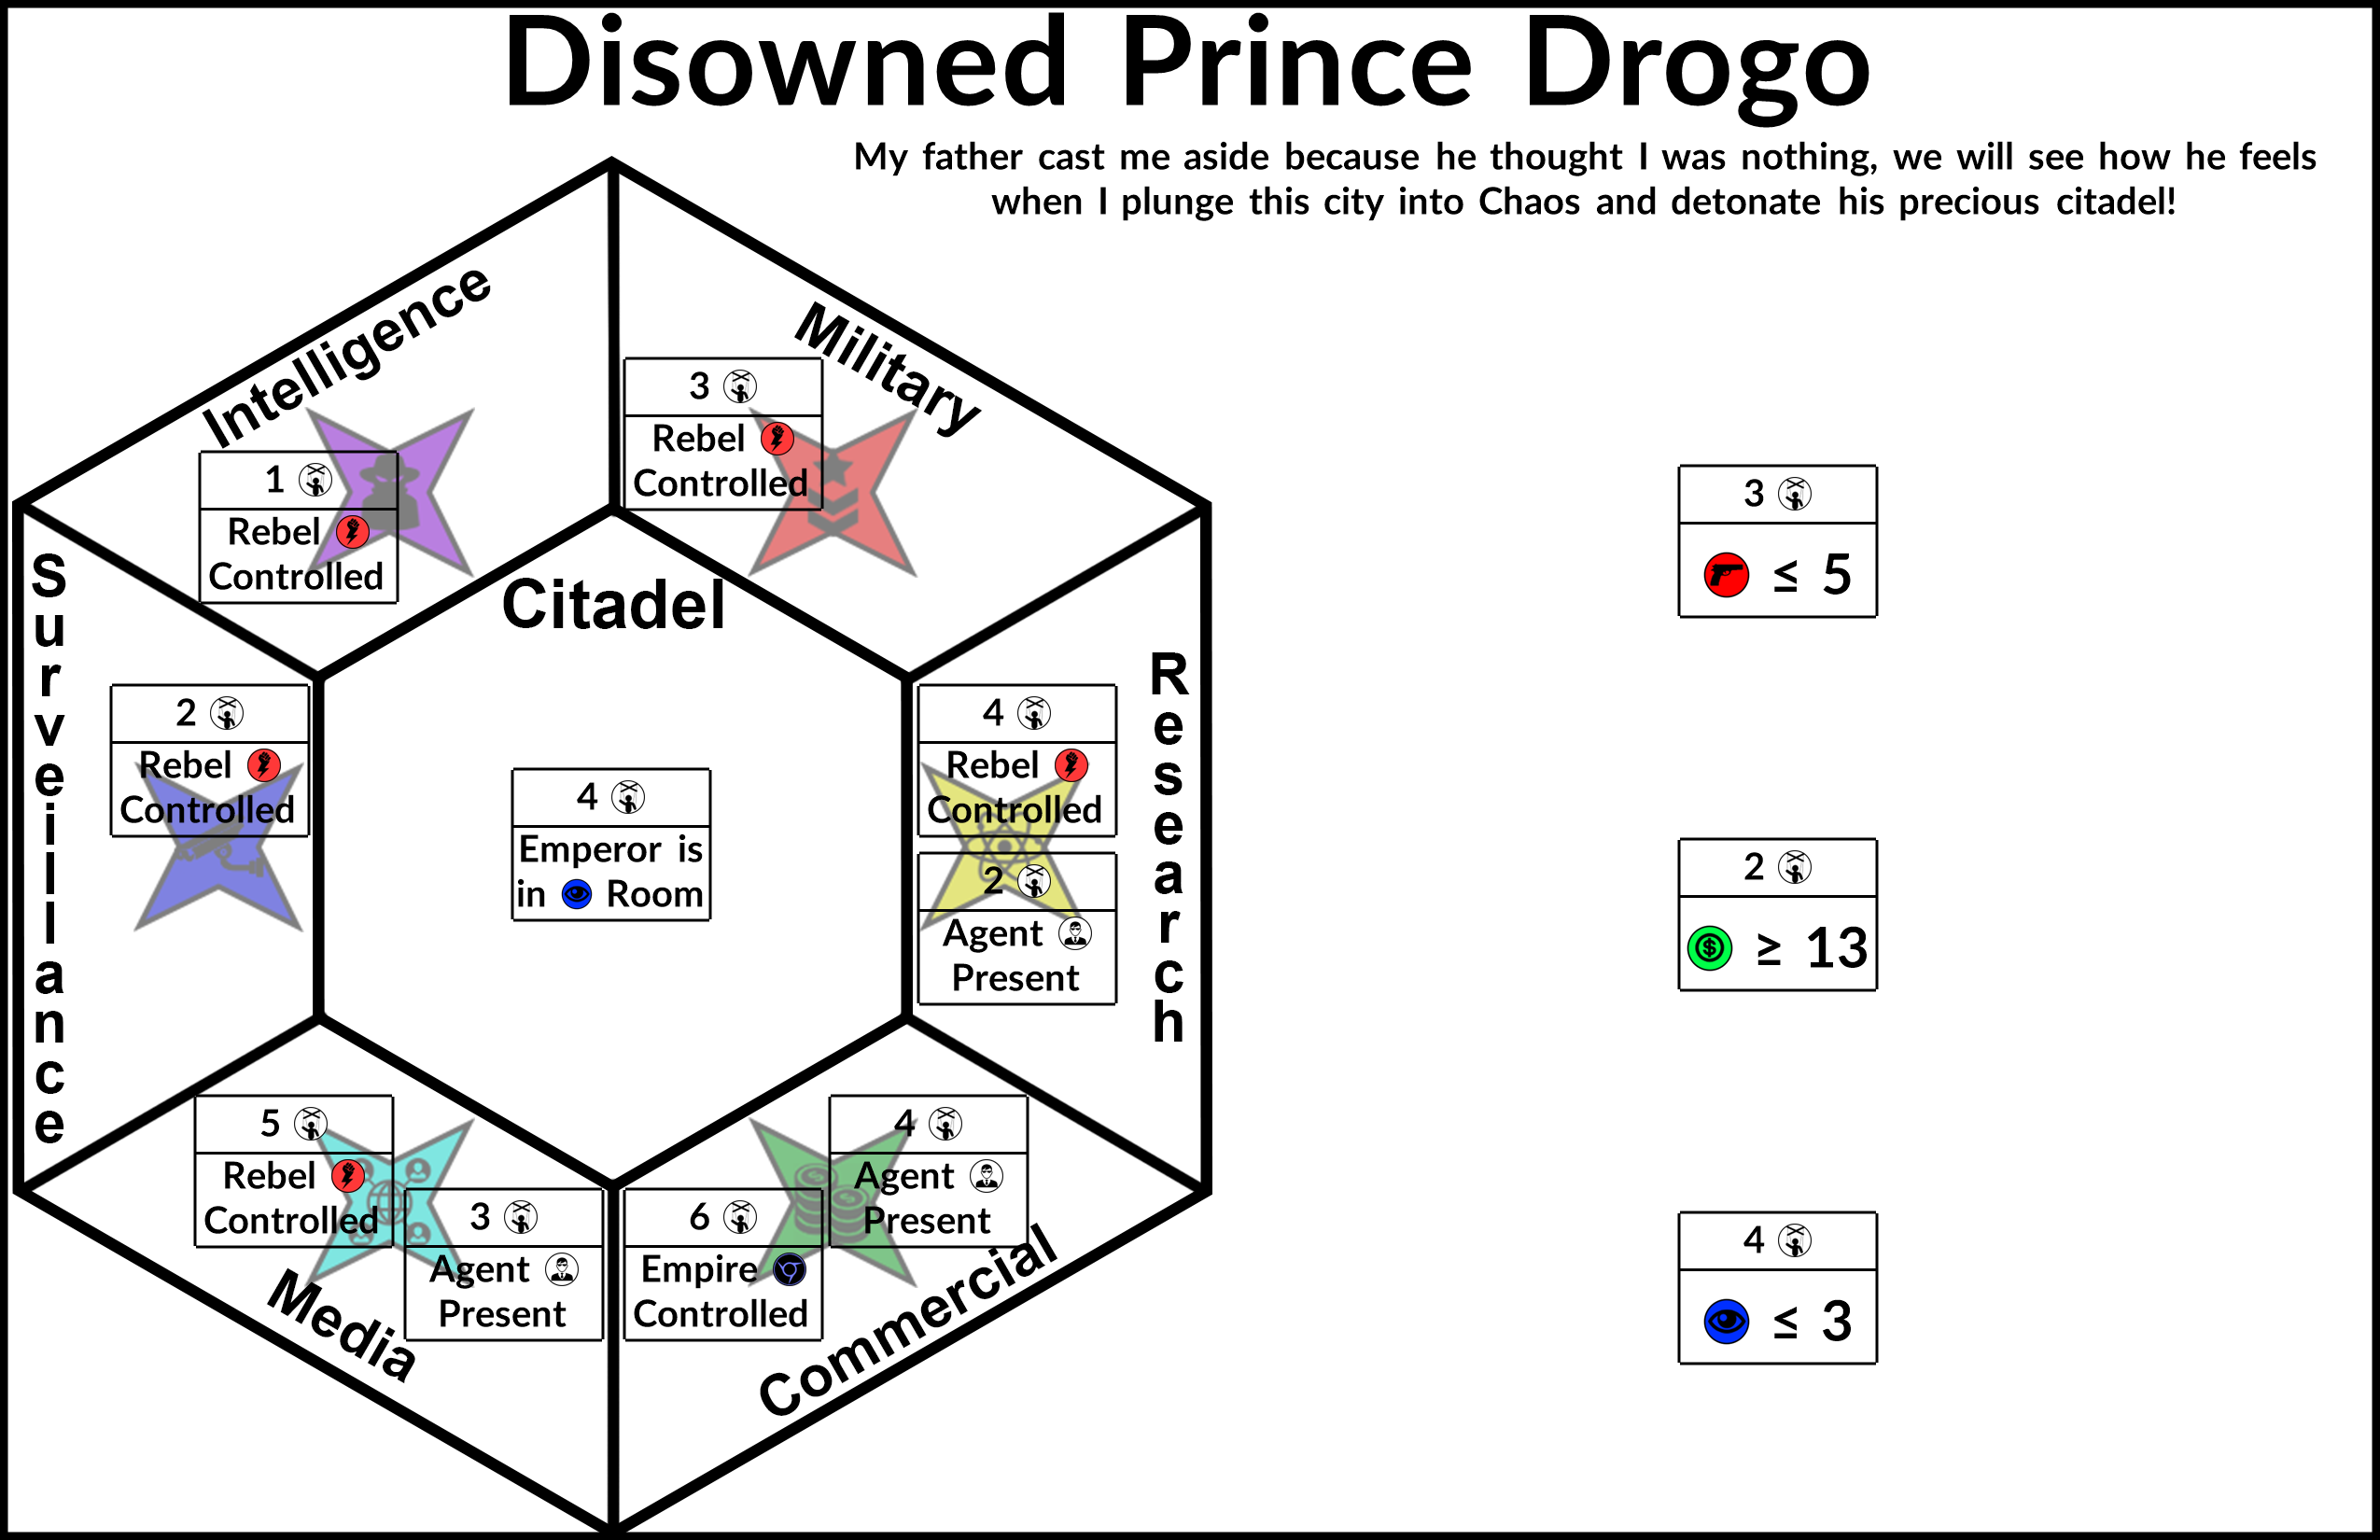 Disowned Prince Drogo
My father cast me aside because he thought I was nothing, we will see how he feels
when I plunge this city into Chaos and detonate his precious citadel!
Intelligence
1
Rebel
Controlled
Military
3
Rebel
Controlled
Surveillance
2
Rebel
Controlled
Citadel
4
Emperor is
in Room
Research
4
Rebel
Controlled
2
Agent
Present
Media
5
Rebel
Controlled
3
Agent
Present
Commercial
6
Empire
Controlled
4
Agent
Present
3
≤ 5
2
$ ≥ 13
4
≤ 3